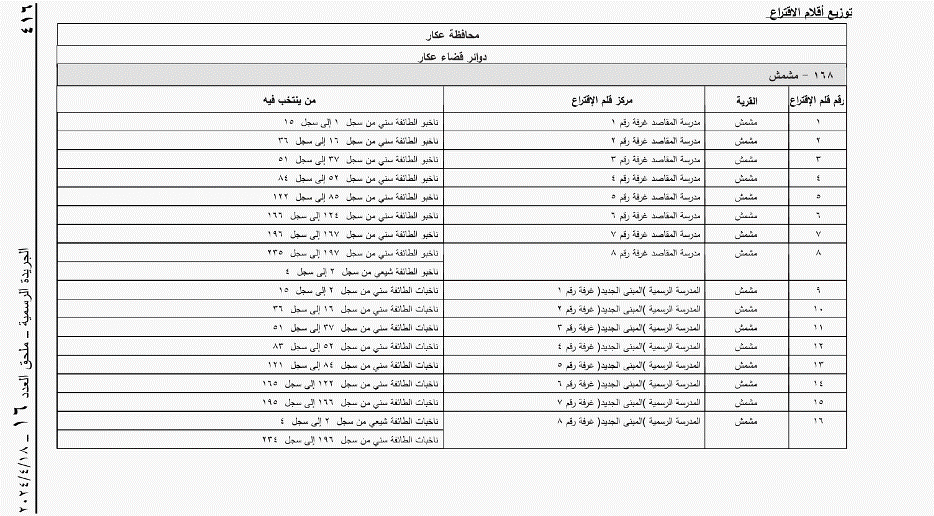 توزيع أقلام الاقتراع
محافظة عكار
دوائر قضاء عكار
١٦٨ - مشمش
رقم قلم الإقتراع القرية مركز قلم الإقتراع من ينتخب فيه
١ مشمش مدرسة المقاصد غرفة رقم ١ ناخبو الطائفة سني من سجل ١ إلى سجل ١٥
٢ مشمش مدرسة المقاصد غرفة رقم ٢ ناخبو الطائفة سني من سجل ١٦ إلى سجل ٣٦
٣ مشمش مدرسة المقاصد غرفة رقم ٣ ناخبو الطائفة سني من سجل ٣٧ إلى سجل ٥١
٤ مشمش مدرسة المقاصد غرفة رقم ٤ ناخبو الطائفة سني من سجل ٥٢ إلى سجل ٨٤
٥ مشمش مدرسة المقاصد غرفة رقم ٥ ناخبو الطائفة سني من سجل ٨٥ إلى سجل ١٢٢
٦ مشمش مدرسة المقاصد غرفة رقم ٦ ناخبو الطائفة سني من سجل ١٢٤ إلى سجل ١٦٦
٧ مشمش مدرسة المقاصد غرفة رقم ٧ ناخبو الطائفة سني من سجل ١٦٧ إلى سجل ١٩٦
٨ مشمش مدرسة المقاصد غرفة رقم ٨ ناخبو الطائفة سني من سجل ١٩٧ إلى سجل ٢٣٥
ناخبو الطائفة شيعي من سجل ٢ إلى سجل ٤
٩ مشمش المدرسة الرسمية )المبنى الجديد( غرفة رقم ١ ناخبات الطائفة سني من سجل ٢ إلى سجل ١٥
١٠ مشمش المدرسة الرسمية )المبنى الجديد( غرفة رقم ٢ ناخبات الطائفة سني من سجل ١٦ إلى سجل ٣٦
١١ مشمش المدرسة الرسمية )المبنى الجديد( غرفة رقم ٣ ناخبات الطائفة سني من سجل ٣٧ إلى سجل ٥١
١٢ مشمش المدرسة الرسمية )المبنى الجديد( غرفة رقم ٤ ناخبات الطائفة سني من سجل ٥٢ إلى سجل ٨٣
١٣ مشمش المدرسة الرسمية )المبنى الجديد( غرفة رقم ٥ ناخبات الطائفة سني من سجل ٨٤ إلى سجل ١٢١
١٤ مشمش المدرسة الرسمية )المبنى الجديد( غرفة رقم ٦ ناخبات الطائفة سني من سجل ١٢٢ إلى سجل ١٦٥
١٥ مشمش المدرسة الرسمية )المبنى الجديد( غرفة رقم ٧ ناخبات الطائفة سني من سجل ١٦٦ إلى سجل ١٩٥
١٦ مشمش المدرسة الرسمية )المبنى الجديد( غرفة رقم ٨ ناخبات الطائفة شيعي من سجل ٢ إلى سجل ٤
ناخبات الطائفة سني من سجل ١٩٦ إلى سجل ٢٣٤
٤١٦
الجريدة الرسمية ـ ملحق العدد ١٦ ـ ٢٠٢٤/٤/١٨